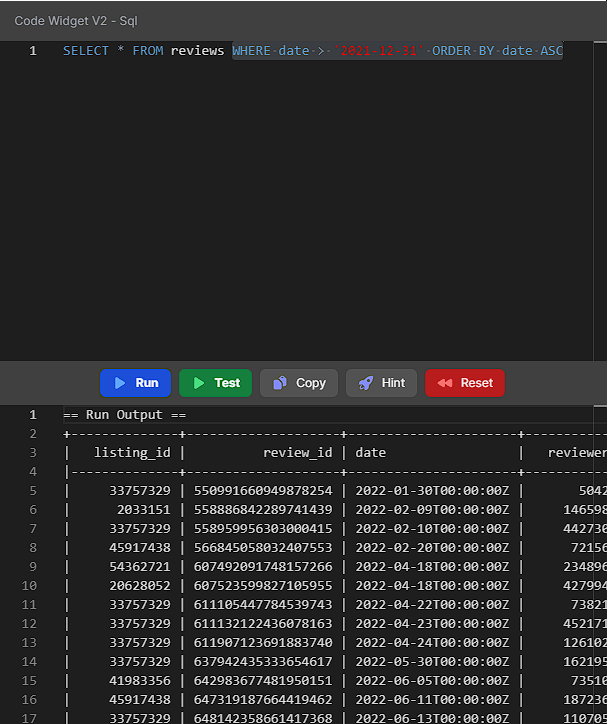 Code Widget V2 - Sql
1 SELECT * FROM reviews WHERE date > '2021-12-31' ORDER BY date ASC
Run Test Copy Hint Reset
1 == Run Output ==
2 +--------------+---------------------+----------------------+----------
3 | listing_id | review_id | date | reviewer
4 |--------------+---------------------+----------------------+----------
5 | 33757329 | 550991660949878254 | 2022-01-30T00:00:00Z | 5042
6 | 2033151 | 558886842289741439 | 2022-02-09T00:00:00Z | 146598
7 | 33757329 | 558959956303000415 | 2022-02-10T00:00:00Z | 442730
8 | 45917438 | 566845058032407553 | 2022-02-20T00:00:00Z | 72156
9 | 54362721 | 607492091748157266 | 2022-04-18T00:00:00Z | 234896
10 | 20628052 | 607523599827105955 | 2022-04-18T00:00:00Z | 427994
11 | 33757329 | 611105447784539743 | 2022-04-22T00:00:00Z | 73821
12 | 33757329 | 611132122436078163 | 2022-04-23T00:00:00Z | 452171
13 | 33757329 | 611907123691883740 | 2022-04-24T00:00:00Z | 126102
14 | 33757329 | 637942435333654617 | 2022-05-30T00:00:00Z | 162195
15 | 41983356 | 642983677481950151 | 2022-06-05T00:00:00Z | 73510
16 | 45917438 | 647319187664419462 | 2022-06-11T00:00:00Z | 187236
17 | 33757329 | 648142358661417368 | 2022-06-13T00:00:00Z | 110701